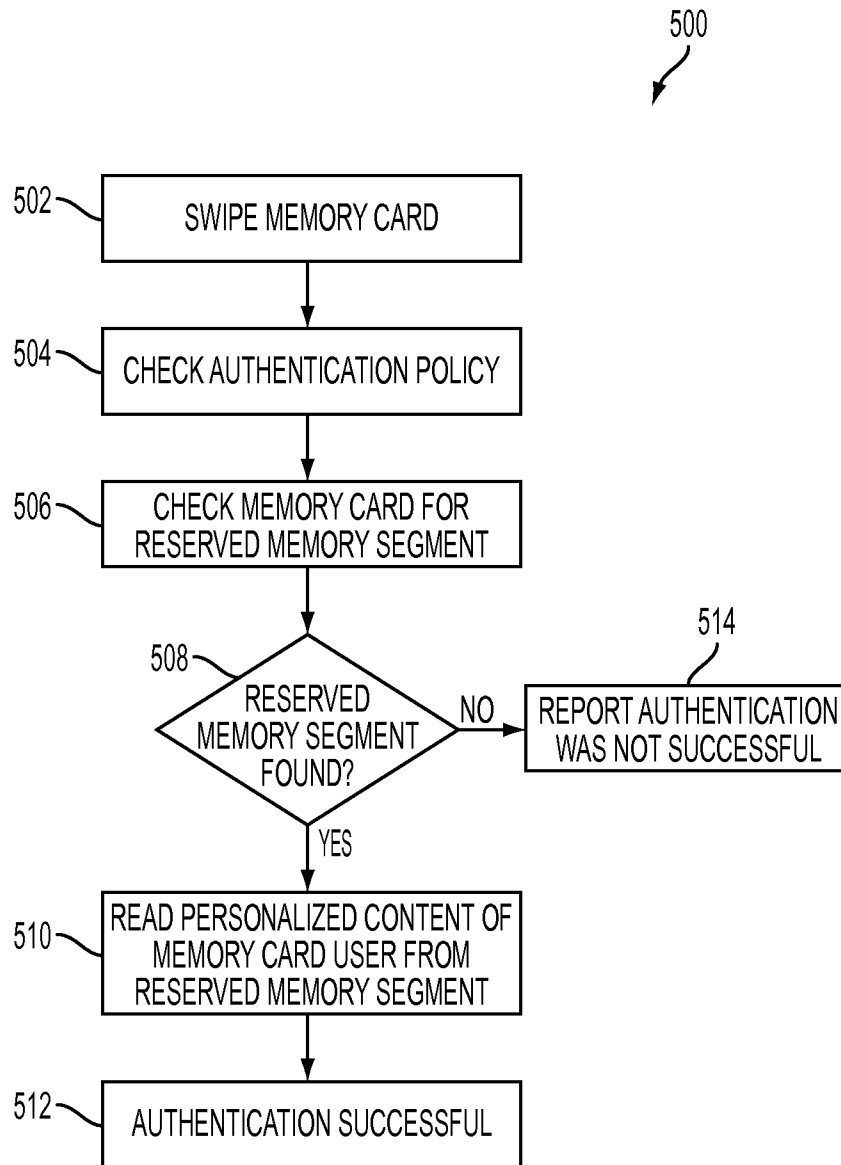 500
502
SWIPE MEMORY CARD
504
CHECK AUTHENTICATION POLICY
506
CHECK MEMORY CARD FOR
RESERVED MEMORY SEGMENT
508
RESERVED
MEMORY SEGMENT
FOUND?
NO
514
REPORT AUTHENTICATION
WAS NOT SUCCESSFUL
YES
510
READ PERSONALIZED CONTENT OF
MEMORY CARD USER FROM
RESERVED MEMORY SEGMENT
512
AUTHENTICATION SUCCESSFUL